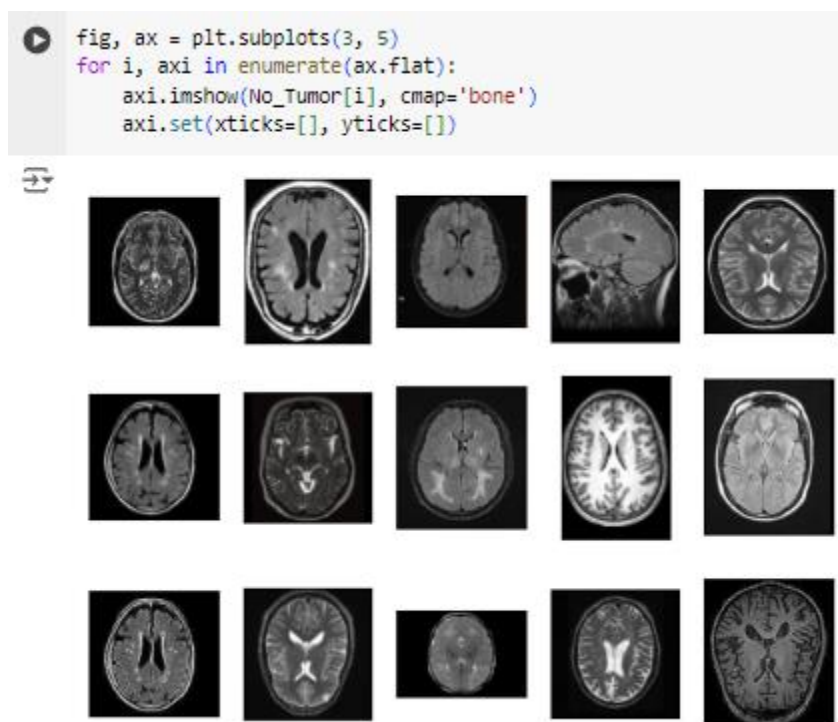 fig, ax = plt.subplots(3, 5)
for i, axi in enumerate(ax.flat):
    axi.imshow(No_Tumor[i], cmap='bone')
    axi.set(xticks=[], yticks=[])